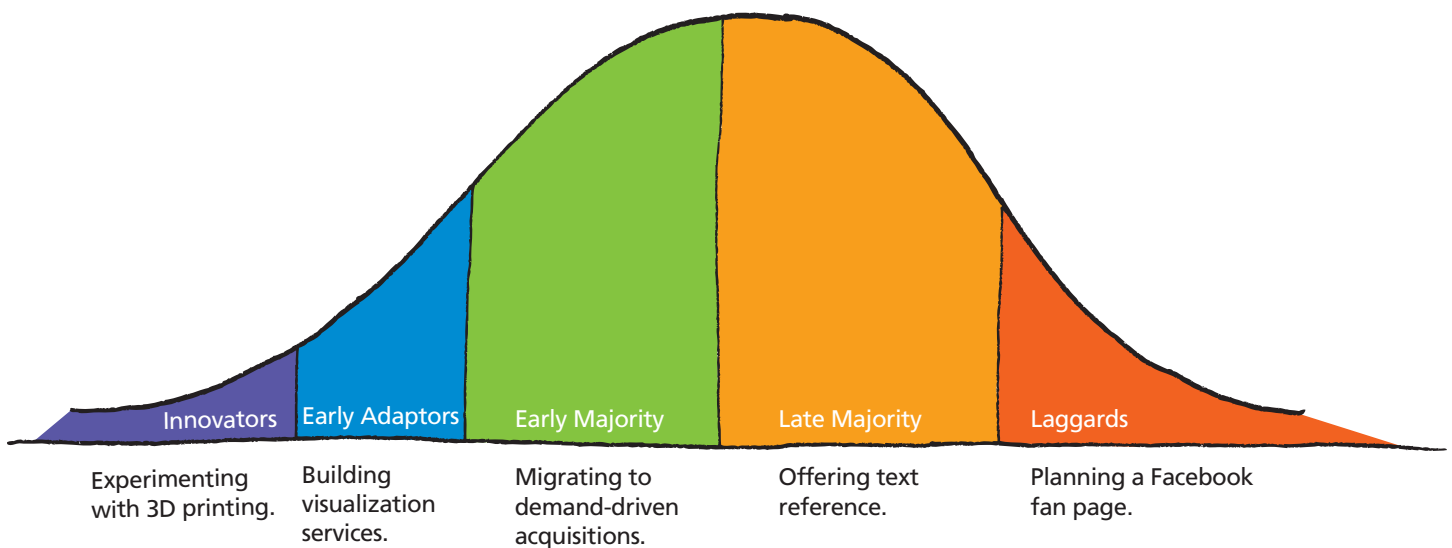 Innovators
Early Adaptors
Early Majority
Late Majority
Laggards
Experimenting
with 3D printing.
Building
visualization
services.
Migrating to
demand-driven
acquisitions.
Offering text
reference.
Planning a Facebook
fan page.